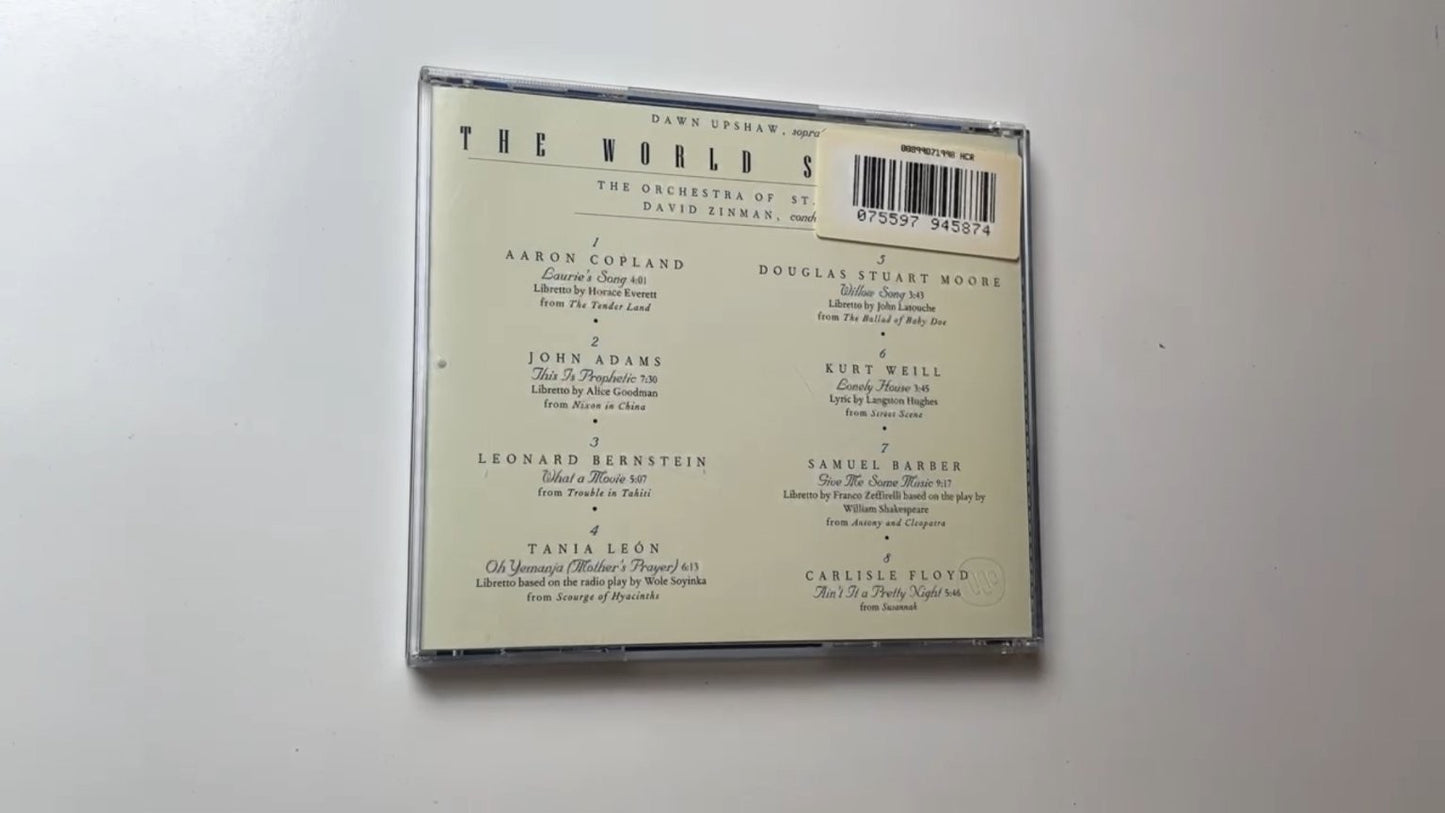 DAWN UPSHAW,
THE WORLD S
THE ORCHESTRA OF ST.
DAVID ZINMAN,
00899071998 HCR
075597 945874
1
AARON COPLAND
Laurie's Song 4:01
Libretto by Horace Everett
from The Tender Land
2
JOHN ADAMS
This Is Prophetic 7:30
Libretto by Alice Goodman
from Nixon in China
3
LEONARD BERNSTEIN
What a Movie 5:07
from Trouble in Tahiti
4
TANIA LEÓN
Oh Yemanja (Mother's Prayer) 6:13
Libretto based on the radio play by Wole Soyinka
from Scourge of Hyacinths
5
DOUGLAS STUART MOORE
Willow Song 3:43
Libretto by John Latouche
from The Ballad of Baby Doe
6
KURT WEILL
Lonely House 3:45
Lyric by Langston Hughes
from Street Scene
7
SAMUEL BARBER
Give Me Some Music 9:17
Libretto by Franco Zeffirelli based on the play by
William Shakespeare
from Antony and Cleopatra
8
CARLISLE FLOYD
Ain't It a Pretty Night 5:46
from Susannah